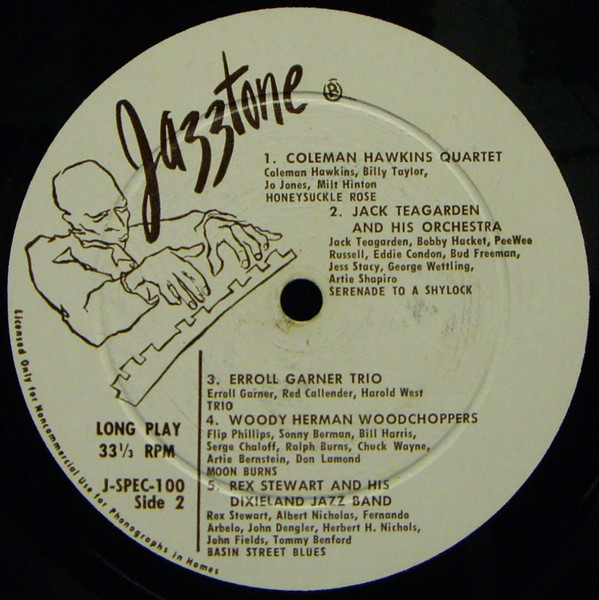 Jazztone ®
1. COLEMAN HAWKINS QUARTET
Coleman Hawkins, Billy Taylor,
Jo Jones, Milt Hinton
HONEYSUCKLE ROSE
2. JACK TEAGARDEN
AND HIS ORCHESTRA
Jack Teagarden, Bobby Hacket, PeeWee
Russell, Eddie Condon, Bud Freeman,
Jess Stacy, George Wettling,
Artie Shapiro
SERENADE TO A SHYLOCK
3. ERROLL GARNER TRIO
Erroll Garner, Red Callender, Harold West
TRIO
4. WOODY HERMAN WOODCHOPPERS
Flip Phillips, Sonny Berman, Bill Harris,
Serge Chaloff, Ralph Burns, Chuck Wayne,
Artie Bernstein, Don Lamond
MOON BURNS
5. REX STEWART AND HIS
DIXIELAND JAZZ BAND
Rex Stewart, Albert Nicholas, Fernando
Arbelo, John Dengler, Herbert H. Nichols,
John Fields, Tommy Benford
BASIN STREET BLUES
LONG PLAY
33⅓ RPM
J-SPEC-100
Side 2
Licensed Only for Noncommercial Use for Phonographs in Homes